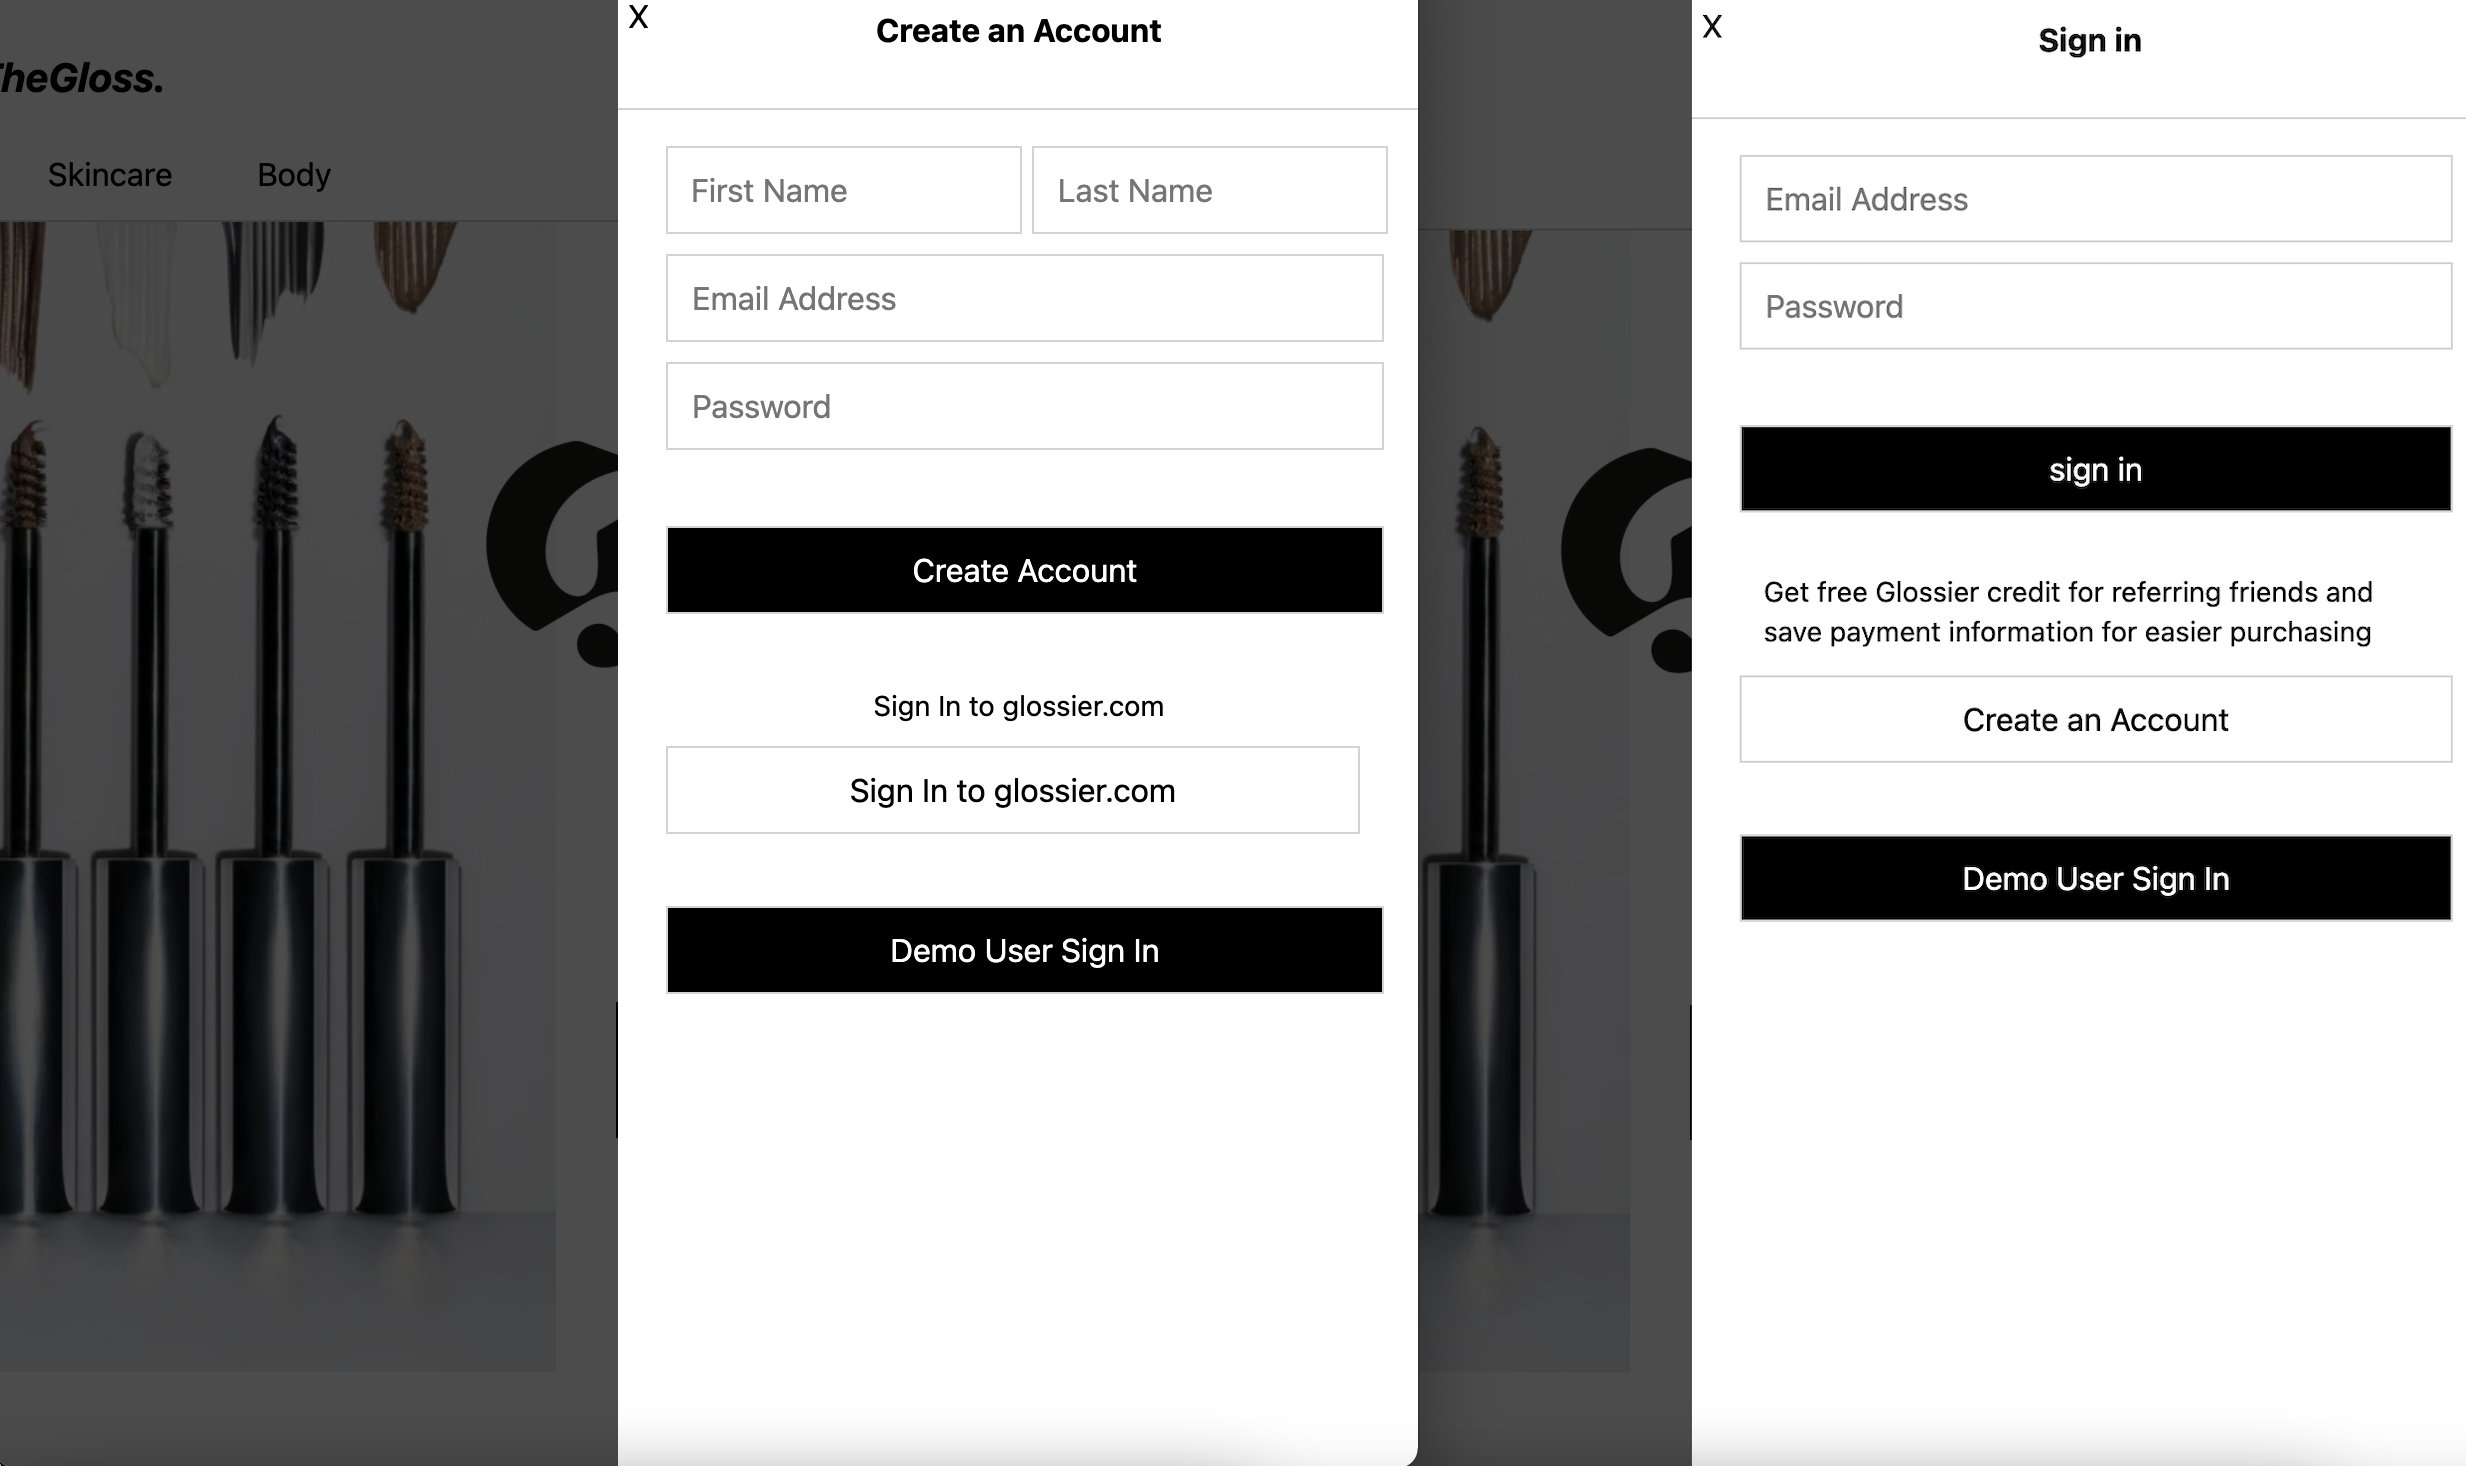 TheGloss.
Skincare
Body
X
Create an Account
First Name
Last Name
Email Address
Password
Create Account
Sign In to glossier.com
Sign In to glossier.com
Demo User Sign In
X
Sign in
Email Address
Password
sign in
Get free Glossier credit for referring friends and
save payment information for easier purchasing
Create an Account
Demo User Sign In